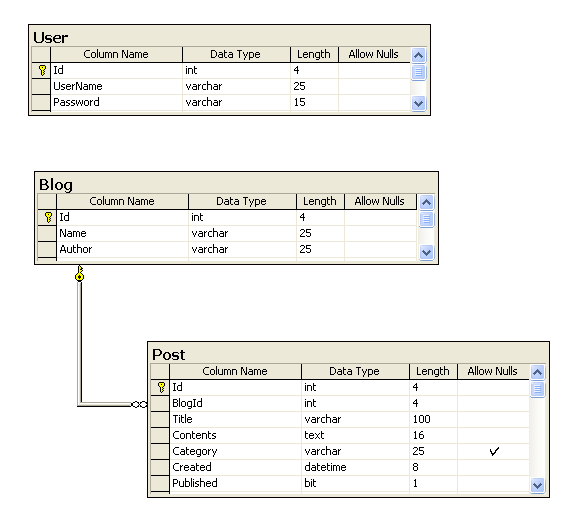 User
Column Name Data Type Length Allow Nulls
Id int 4
UserName varchar 25
Password varchar 15
Blog
Column Name Data Type Length Allow Nulls
Id int 4
Name varchar 25
Author varchar 25
Post
Column Name Data Type Length Allow Nulls
Id int 4
BlogId int 4
Title varchar 100
Contents text 16
Category varchar 25
Created datetime 8
Published bit 1